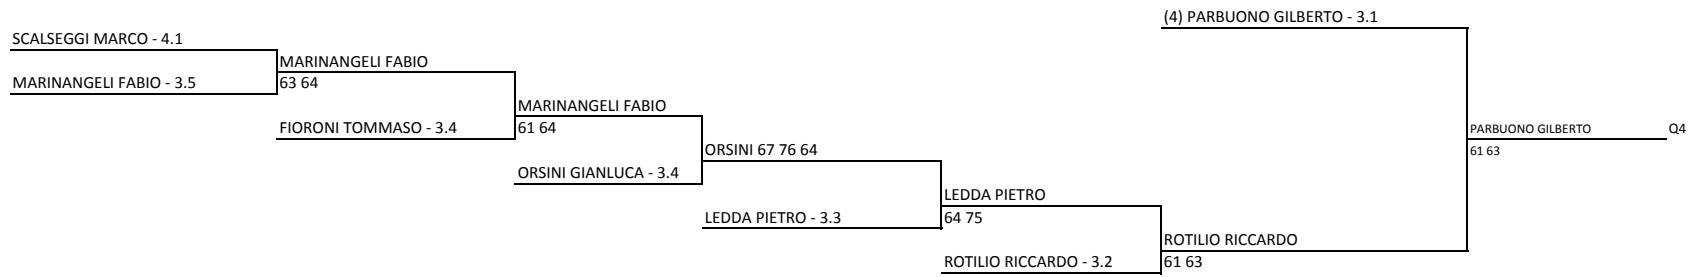 (4) PARBUONO GILBERTO - 3.1
SCALSEGGI MARCO - 4.1
MARINANGELI FABIO
MARINANGELI FABIO - 3.5
63 64
MARINANGELI FABIO
FIORONI TOMMASO - 3.4
61 64
PARBUONO GILBERTO
Q4
ORSINI 67 76 64
61 63
ORSINI GIANLUCA - 3.4
LEDDA PIETRO
LEDDA PIETRO - 3.3
64 75
ROTILIO RICCARDO
ROTILIO RICCARDO - 3.2
61 63